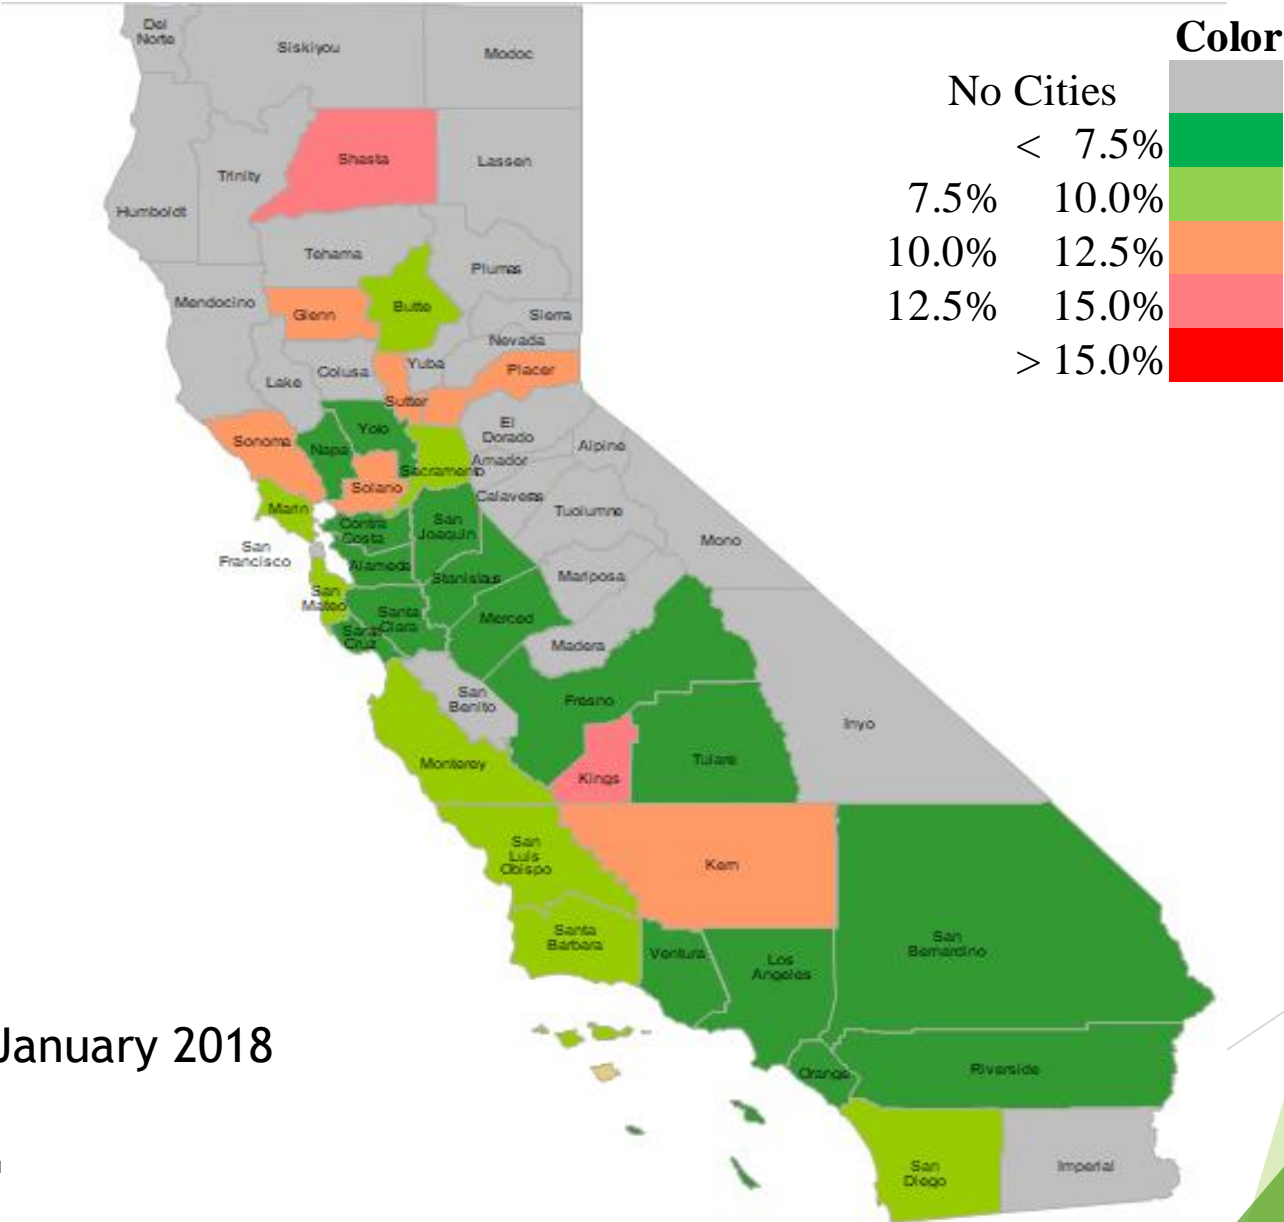 Color
No Cities
< 7.5%
7.5% 10.0%
10.0% 12.5%
12.5% 15.0%
> 15.0%
Del
Norte
Siskiyou
Modoc
Shasta
Lassen
Trinity
Humboldt
Tehama
Plumas
Mendocino
Glenn
Butte
Sierra
Nevada
Yuba
Placer
Colusa
Lake
Sutter
El
Dorado
Yolo
Sonoma
Napa
Alpine
Amador
Sacramento
Solano
Calaveras
Marin
Tuolumne
Contra
Costa
San
Joaquin
Mono
San
Francisco
Alameda
Stanislaus
Mariposa
San
Mateo
Santa
Clara
Merced
Santa
Cruz
Madera
San
Benito
Fresno
Inyo
Monterey
Tulare
Kings
San
Luis
Obispo
Kern
Santa
Barbara
Ventura
Los
Angeles
San
Bernardino
January 2018
Orange
Riverside
San
Diego
Imperial